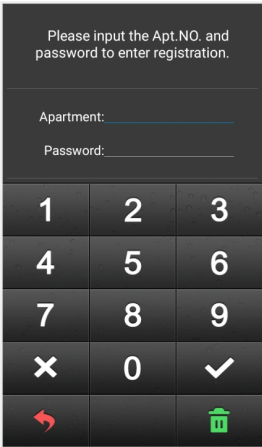 Please input the Apt.NO. and
password to enter registration.
Apartment:
Password:
1 2 3
4 5 6
7 8 9
0